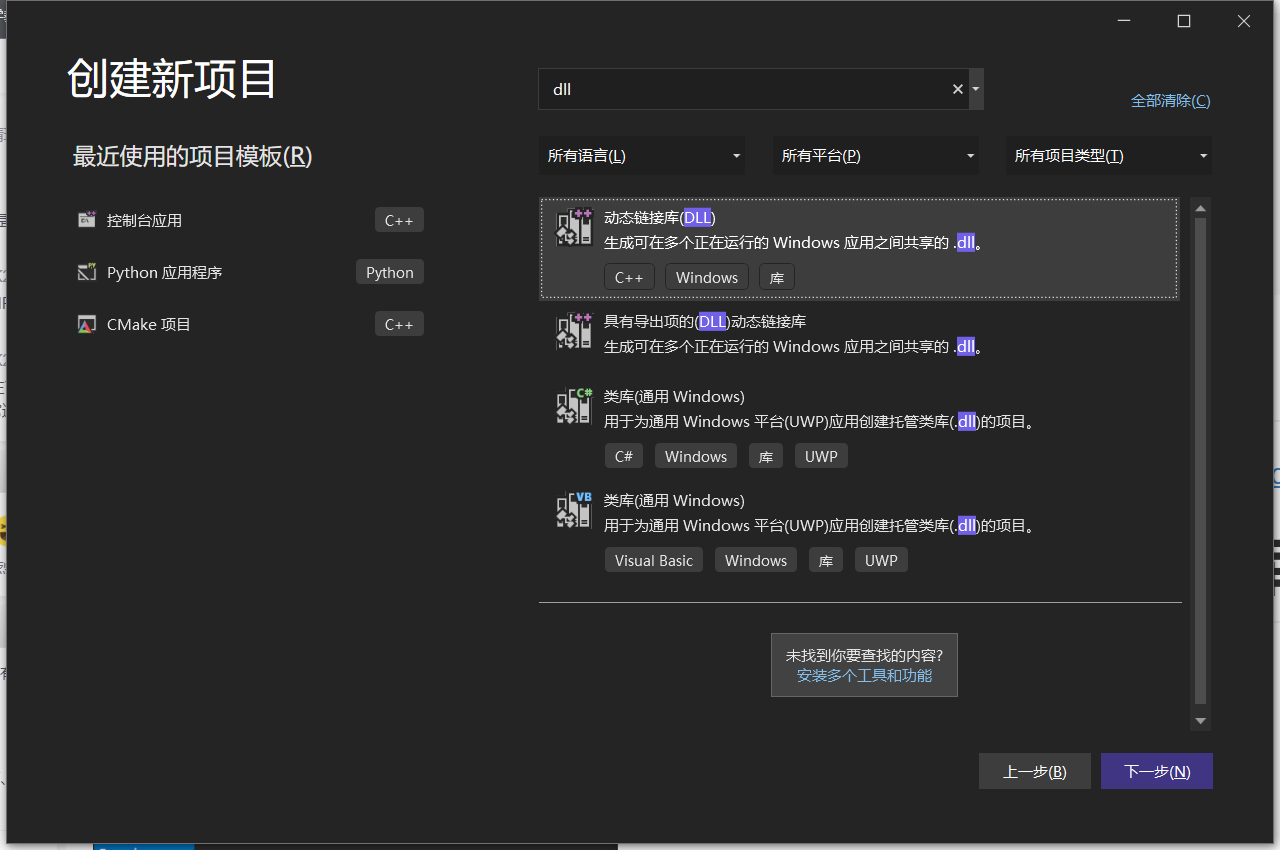 创建新项目
最近使用的项目模板(R)
控制台应用
C++
Python 应用程序
Python
CMake 项目
C++
dll
全部清除(C)
所有语言(L)
所有平台(P)
所有项目类型(T)
动态链接库(DLL)
生成可在多个正在运行的 Windows 应用之间共享的 .dll。
C++ Windows 库
具有导出项的(DLL)动态链接库
生成可在多个正在运行的 Windows 应用之间共享的 .dll。
类库(通用 Windows)
用于为通用 Windows 平台(UWP)应用创建托管类库(.dll)的项目。
C# Windows 库 UWP
类库(通用 Windows)
用于为通用 Windows 平台(UWP)应用创建托管类库(.dll)的项目。
Visual Basic Windows 库 UWP
未找到你要查找的内容?
安装多个工具和功能
上一步(B)
下一步(N)